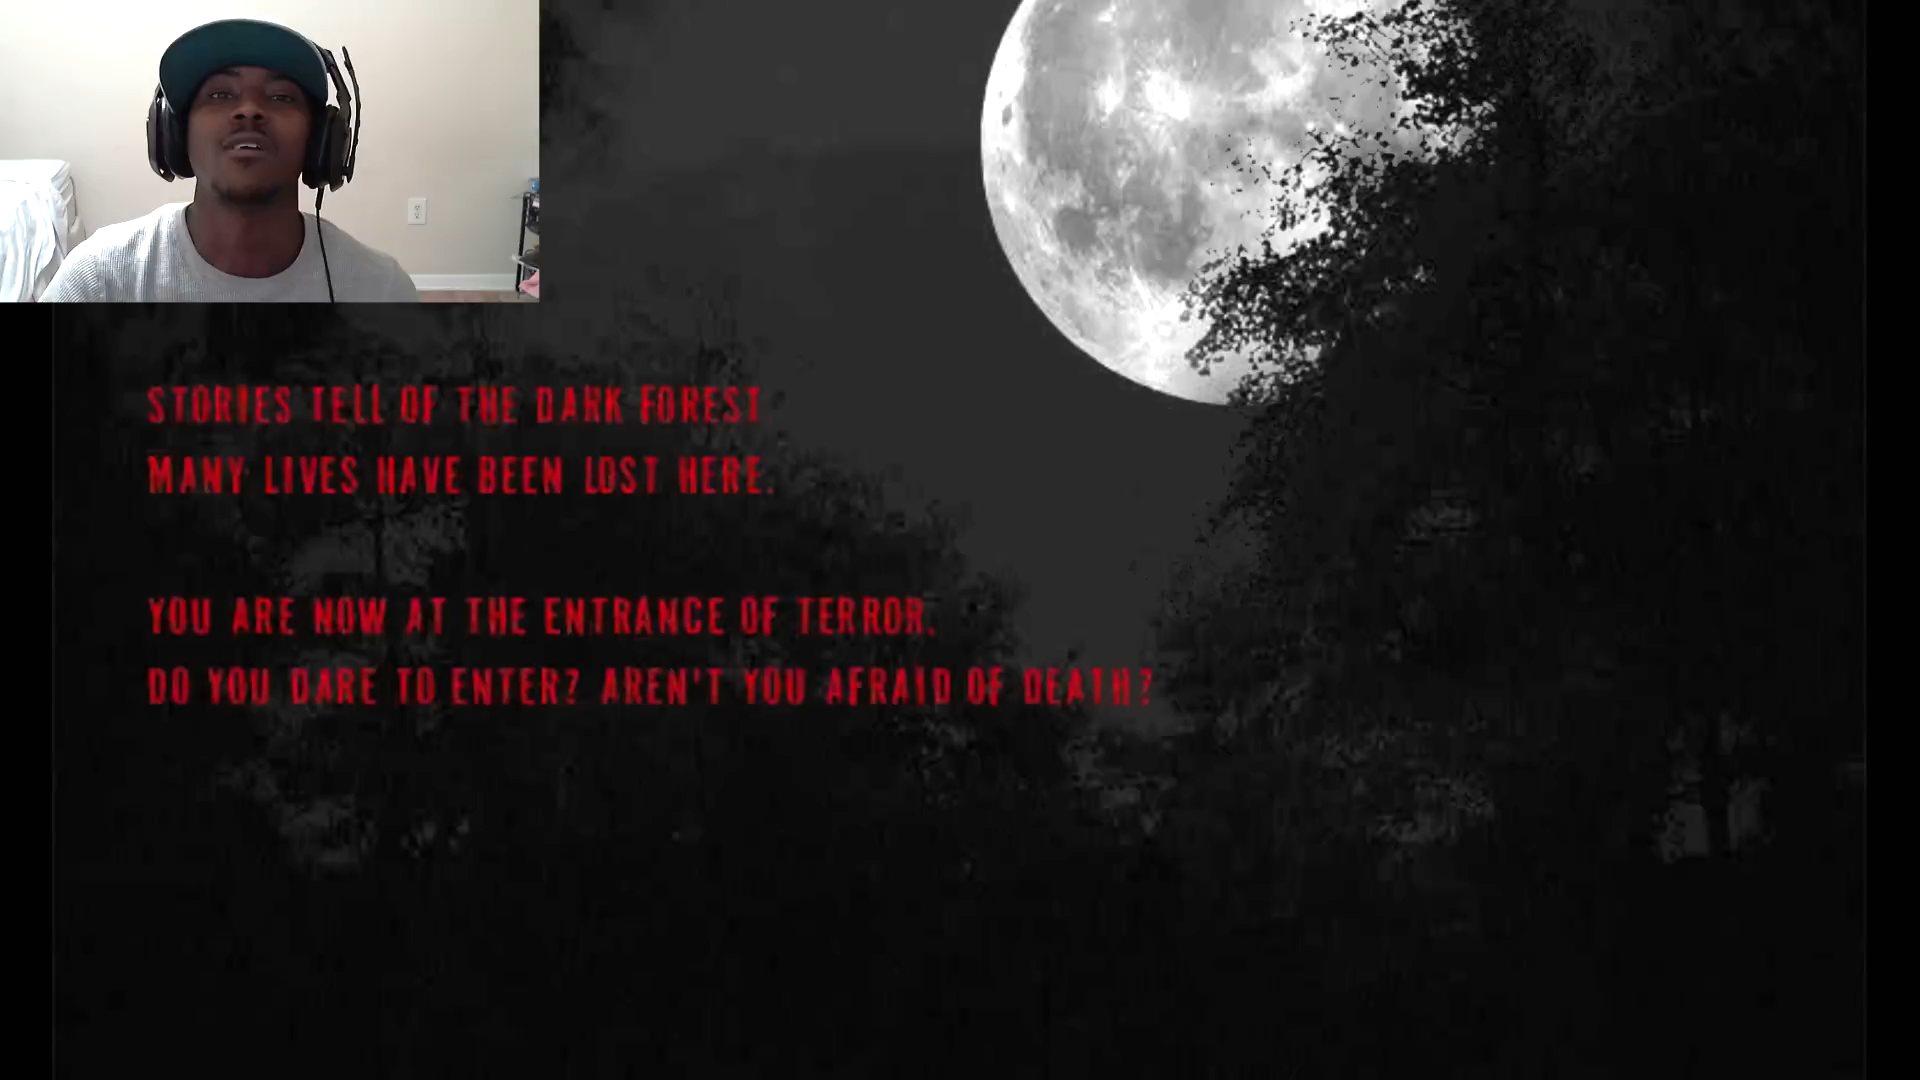 STORIES TELL OF THE DARK FOREST
MANY LIVES HAVE BEEN LOST HERE.
YOU ARE NOW AT THE ENTRANCE OF TERROR.
DO YOU DARE TO ENTER? AREN'T YOU AFRAID OF DEATH?